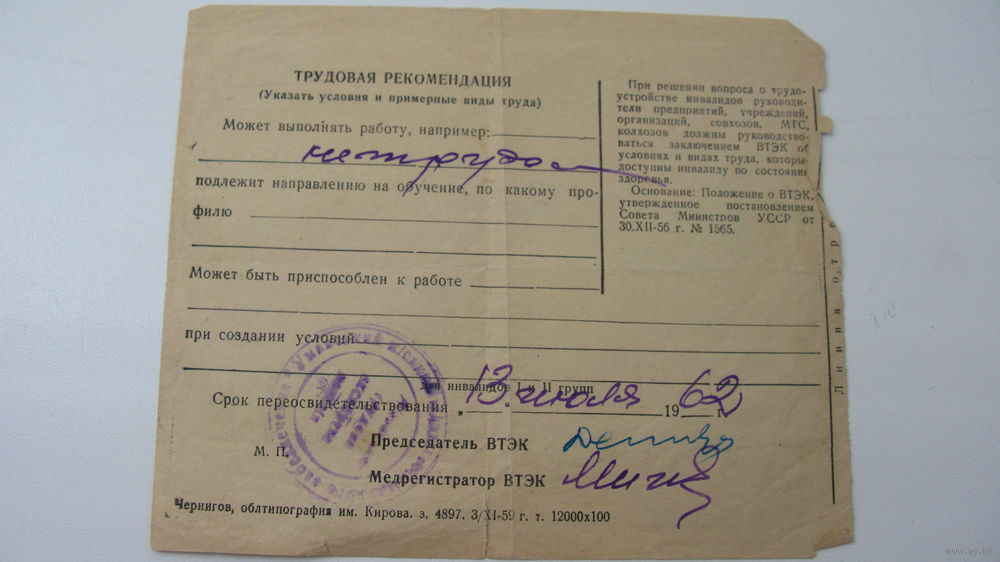 ТРУДОВАЯ РЕКОМЕНДАЦИЯ
(Указать условия и примерные виды труда)
Может выполнять работу, например:
нетрудо
подлежит направлению на обучение, по какому про-
филю
Может быть приспособлен к работе
при создании условий
для инвалидов I и II групп
Срок переосвидетельствования „13" июля 1962 г.
М. П.
Председатель ВТЭК
Медрегистратор ВТЭК
Чернигов, облтипография им. Кирова. з. 4897. 3/XI-59 г. т. 12000х100
При решении вопроса о трудо-
устройстве инвалидов руководи-
тели предприятий, учреждений,
организаций, совхозов, МТС,
колхозов должны руководство-
ваться заключением ВТЭК об
условиях и видах труда, которы
доступны инвалиду по состоянию
здоровья.
Основание: Положение о ВТЭК,
утвержденное постановлением
Совета Министров УССР от
30.XII-56 г. № 1565.
Линия отре
www.ay.by